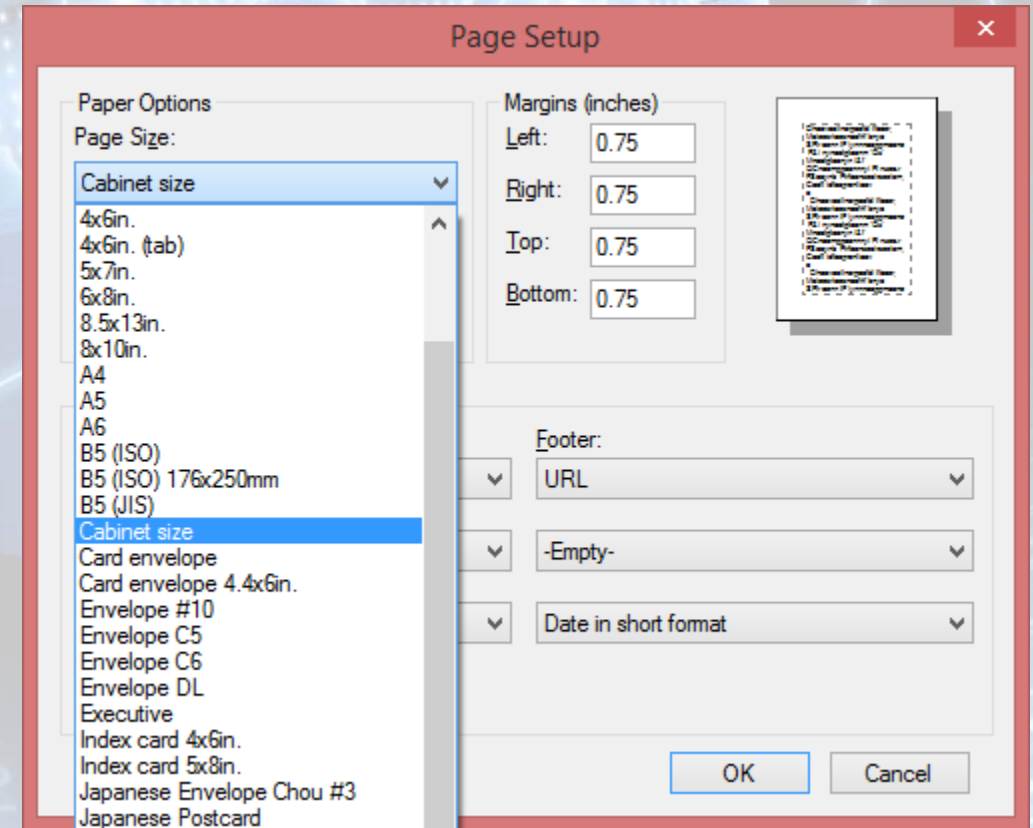 Page Setup
Paper Options
Page Size:
Cabinet size
4x6in.
4x6in. (tab)
5x7in.
6x8in.
8.5x13in.
8x10in.
A4
A5
A6
B5 (ISO)
B5 (ISO) 176x250mm
B5 (JIS)
Cabinet size
Card envelope
Card envelope 4.4x6in.
Envelope #10
Envelope C5
Envelope C6
Envelope DL
Executive
Index card 4x6in.
Index card 5x8in.
Japanese Envelope Chou #3
Japanese Postcard
Margins (inches)
Left: 0.75
Right: 0.75
Top: 0.75
Bottom: 0.75
Footer:
URL
-Empty-
Date in short format
OK Cancel